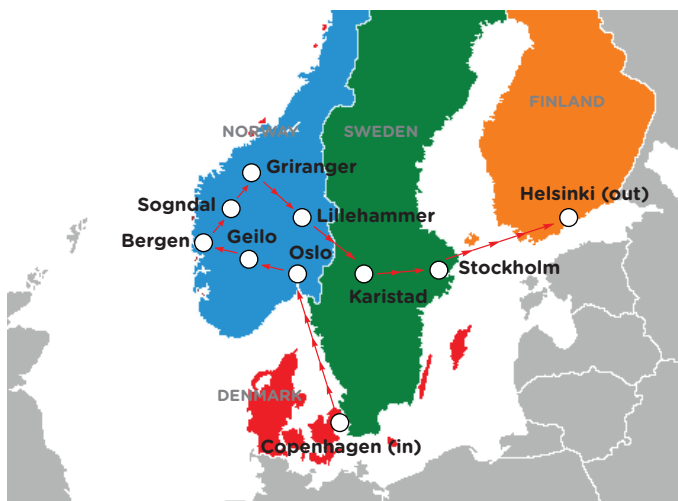 FINLAND
NORWAY
SWEDEN
Griranger
Helsinki (out)
Sogndal
Lillehammer
Bergen
Geilo
Oslo
Stockholm
Karistad
DENMARK
Copenhagen (in)